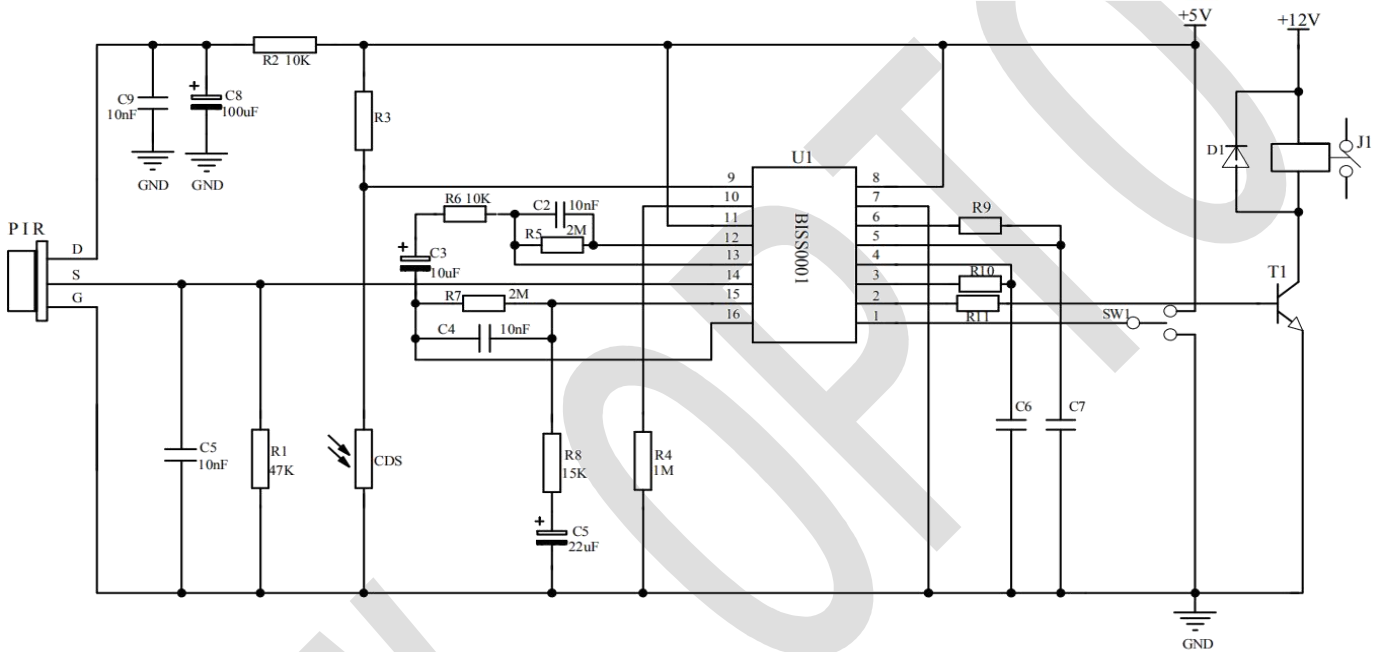 +5V
+12V
R2 10K
C9
10nF
C8
100uF
R3
GND
GND
U1
D1
J1
9
8
R6 10K
C2
10nF
10
7
11
6
R9
R5
2M
12
5
C3
10uF
13
4
14
3
R10
T1
PIR
D
S
G
R7
2M
15
2
R11
SW1
C4
10nF
16
1
BISS0001
C5
10nF
R1
47K
CDS
R8
15K
R4
1M
C6
C7
C5
22uF
GND
OPTO